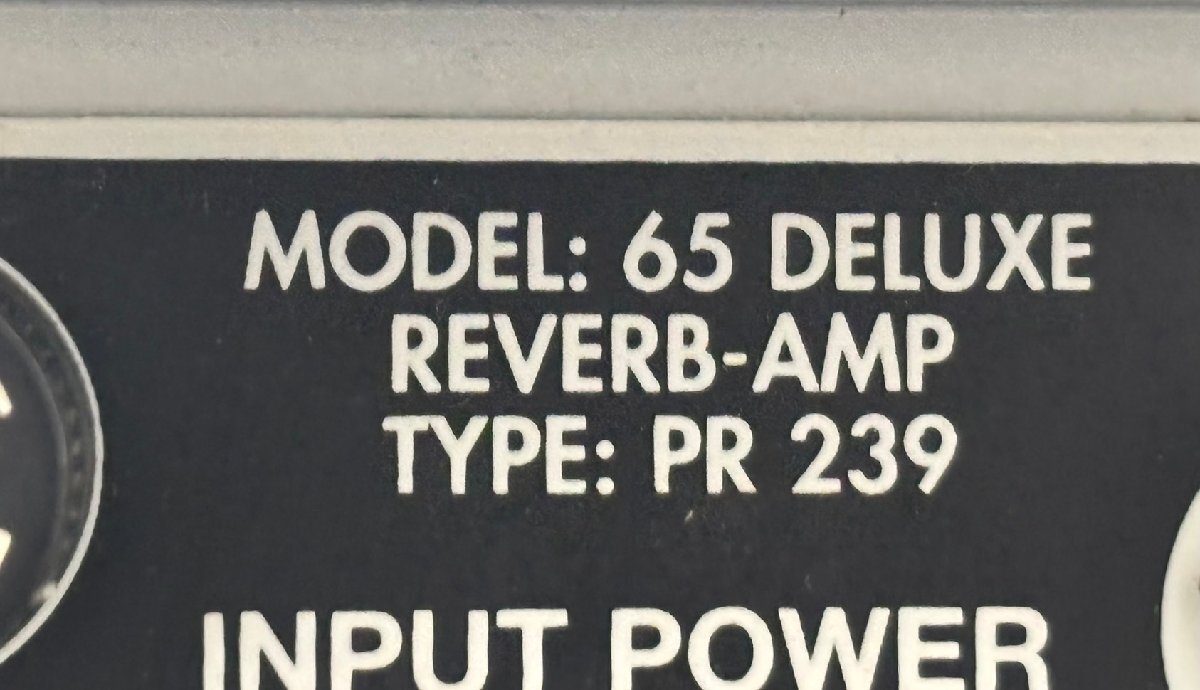 MODEL: 65 DELUXE
REVERB-AMP
TYPE: PR 239
INPUT POWER